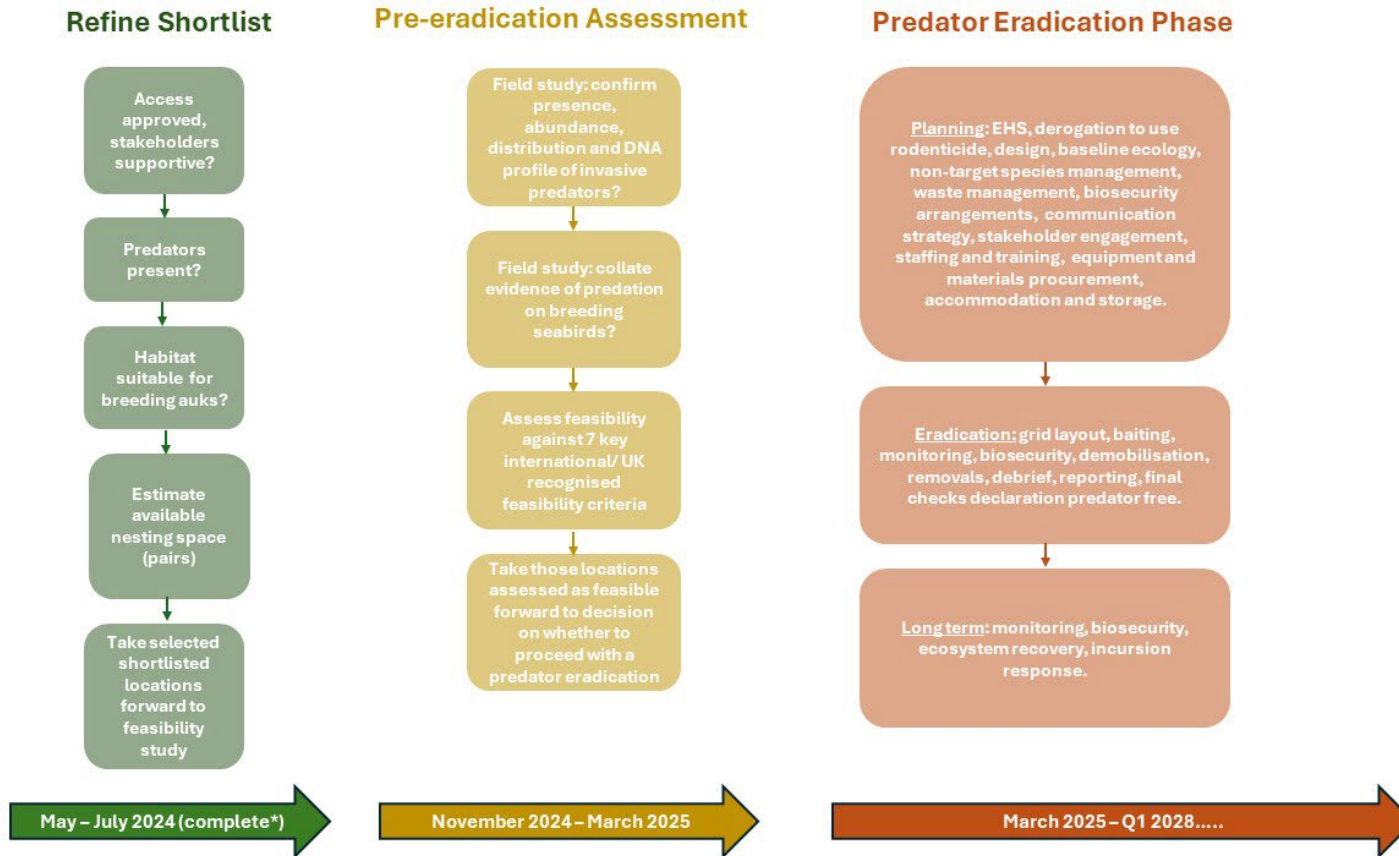 Refine Shortlist
Access
approved,
stakeholders
supportive?
Predators
present?
Habitat
suitable for
breeding auks?
Estimate
available
nesting space
(pairs)
Take selected
shortlisted
locations
forward to
feasibility
study
May – July 2024 (complete*)
Pre-eradication Assessment
Field study: confirm
presence,
abundance,
distribution and DNA
profile of invasive
predators?
Field study: collate
evidence of predation
on breeding
seabirds?
Assess feasibility
against 7 key
international/ UK
recognised
feasibility criteria
Take those locations
assessed as feasible
forward to decision
on whether to
proceed with a
predator eradication
November 2024 – March 2025
Predator Eradication Phase
Planning: EHS, derogation to use
rodenticide, design, baseline ecology,
non-target species management,
waste management, biosecurity
arrangements, communication
strategy, stakeholder engagement,
staffing and training, equipment and
materials procurement,
accommodation and storage.
Eradication: grid layout, baiting,
monitoring, biosecurity, demobilisation,
removals, debrief, reporting, final
checks declaration predator free.
Long term: monitoring, biosecurity,
ecosystem recovery, incursion
response.
March 2025 – Q1 2028.....